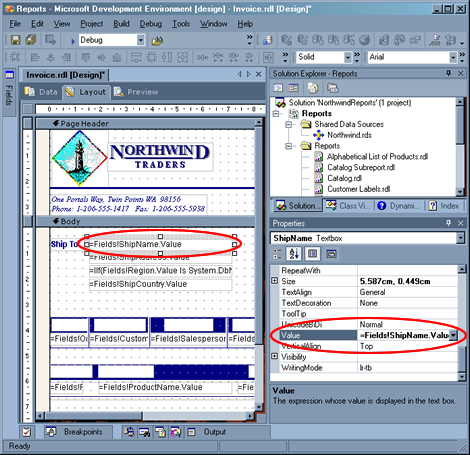 Reports - Microsoft Development Environment [design] - Invoice.rdl [Design]*
File Edit View Project Build Debug Tools Window Help
Debug
Solid Arial
Invoice.rdl [Design]*
Data Layout Preview
Fields
Page Header
NORTHWIND
TRADERS
One Portals Way, Twin Points WA 98156
Phone: 1-206-555-1417 Fax: 1-206-555-5938
Body
Ship To
=Fields!ShipName.Value
=Fields!ShipAddress.Value
=IIf(Fields!Region.Value Is System.DbN
=Fields!ShipCountry.Value
=Fields!O =Fields!Custom =Fields!Salesperson =Fields!
=Fields!F =Fields!ProductName.Value =Fields!
Solution Explorer - Reports
Solution 'NorthwindReports' (1 project)
Reports
Shared Data Sources
Northwind.rds
Reports
Alphabetical List of Products.rdl
Catalog Subreport.rdl
Catalog.rdl
Customer Labels.rdl
Solution... Class Vi... Dynami... Index
Properties
ShipName Textbox
RepeatWith
Size 5.587cm, 0.449cm
TextAlign General
TextDecoration None
ToolTip
UnicodeBiDi Normal
Value =Fields!ShipName.Valu
VerticalAlign Top
Visibility
WritingMode lr-tb
Value
The expression whose value is displayed in the text box.
Breakpoints Output
Ready